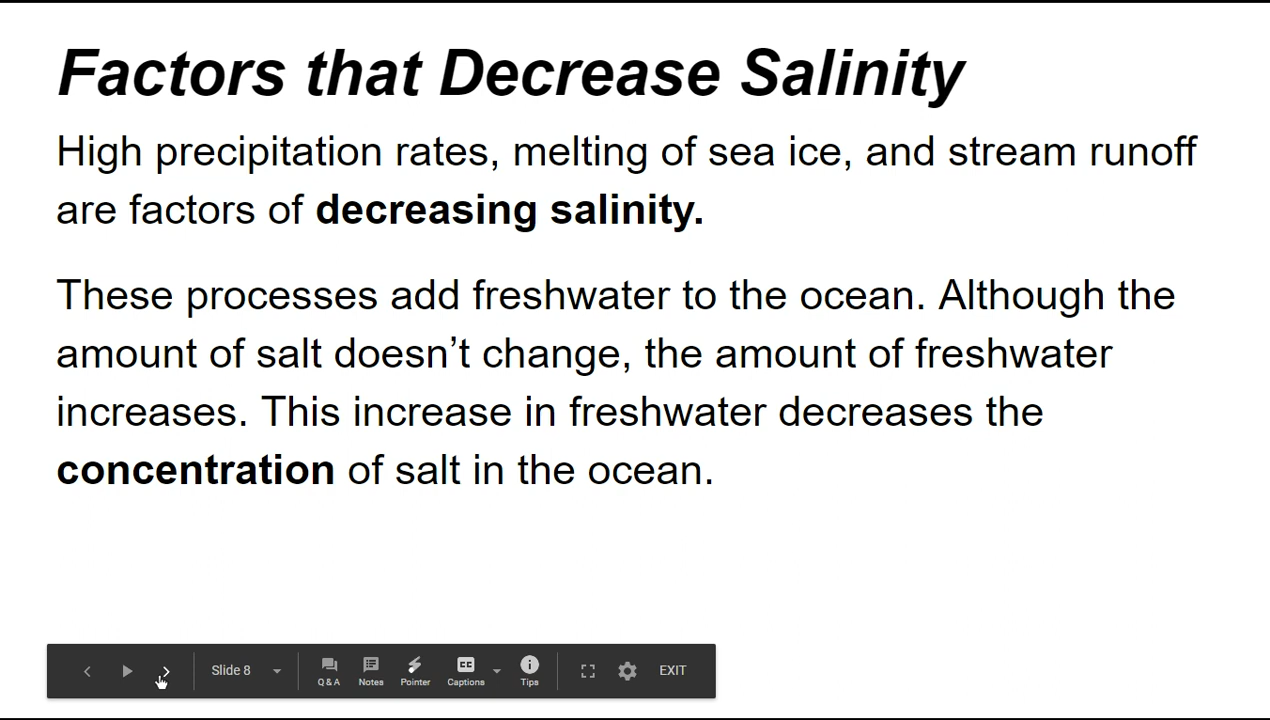 Factors that Decrease Salinity
High precipitation rates, melting of sea ice, and stream runoff
are factors of decreasing salinity.
These processes add freshwater to the ocean. Although the
amount of salt doesn’t change, the amount of freshwater
increases. This increase in freshwater decreases the
concentration of salt in the ocean.
Slide 8 Q & A Notes Pointer CC Captions Tips EXIT